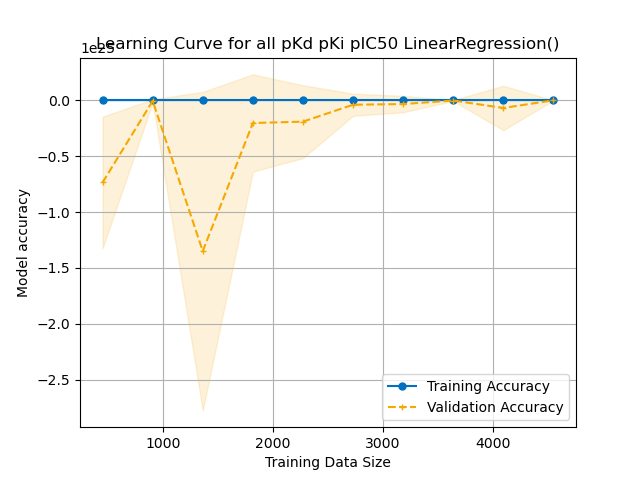 Learning Curve for all pKd pKi pIC50 LinearRegression()
1e25
0.0
−0.5
−1.0
−1.5
−2.0
−2.5
Model accuracy
Training Accuracy
Validation Accuracy
1000 2000 3000 4000
Training Data Size